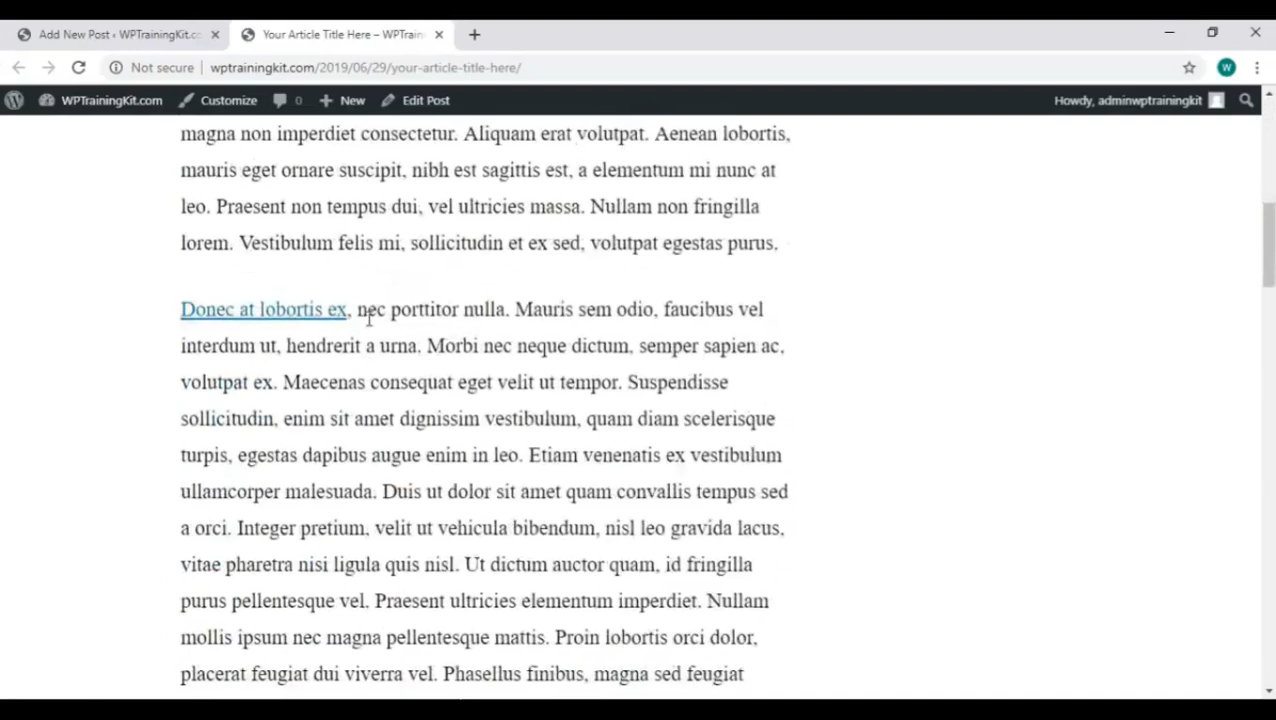 Add New Post ‹ WPTrainingKit.co
Your Article Title Here – WPTrain
Not secure
wptrainingkit.com/2019/06/29/your-article-title-here/
W
WPTrainingKit.com
Customize
0
New
Edit Post
Howdy, adminwptrainingkit
magna non imperdiet consectetur. Aliquam erat volutpat. Aenean lobortis,
mauris eget ornare suscipit, nibh est sagittis est, a elementum mi nunc at
leo. Praesent non tempus dui, vel ultricies massa. Nullam non fringilla
lorem. Vestibulum felis mi, sollicitudin et ex sed, volutpat egestas purus.
Donec at lobortis ex, nec porttitor nulla. Mauris sem odio, faucibus vel
interdum ut, hendrerit a urna. Morbi nec neque dictum, semper sapien ac,
volutpat ex. Maecenas consequat eget velit ut tempor. Suspendisse
sollicitudin, enim sit amet dignissim vestibulum, quam diam scelerisque
turpis, egestas dapibus augue enim in leo. Etiam venenatis ex vestibulum
ullamcorper malesuada. Duis ut dolor sit amet quam convallis tempus sed
a orci. Integer pretium, velit ut vehicula bibendum, nisl leo gravida lacus,
vitae pharetra nisi ligula quis nisl. Ut dictum auctor quam, id fringilla
purus pellentesque vel. Praesent ultricies elementum imperdiet. Nullam
mollis ipsum nec magna pellentesque mattis. Proin lobortis orci dolor,
placerat feugiat dui viverra vel. Phasellus finibus, magna sed feugiat